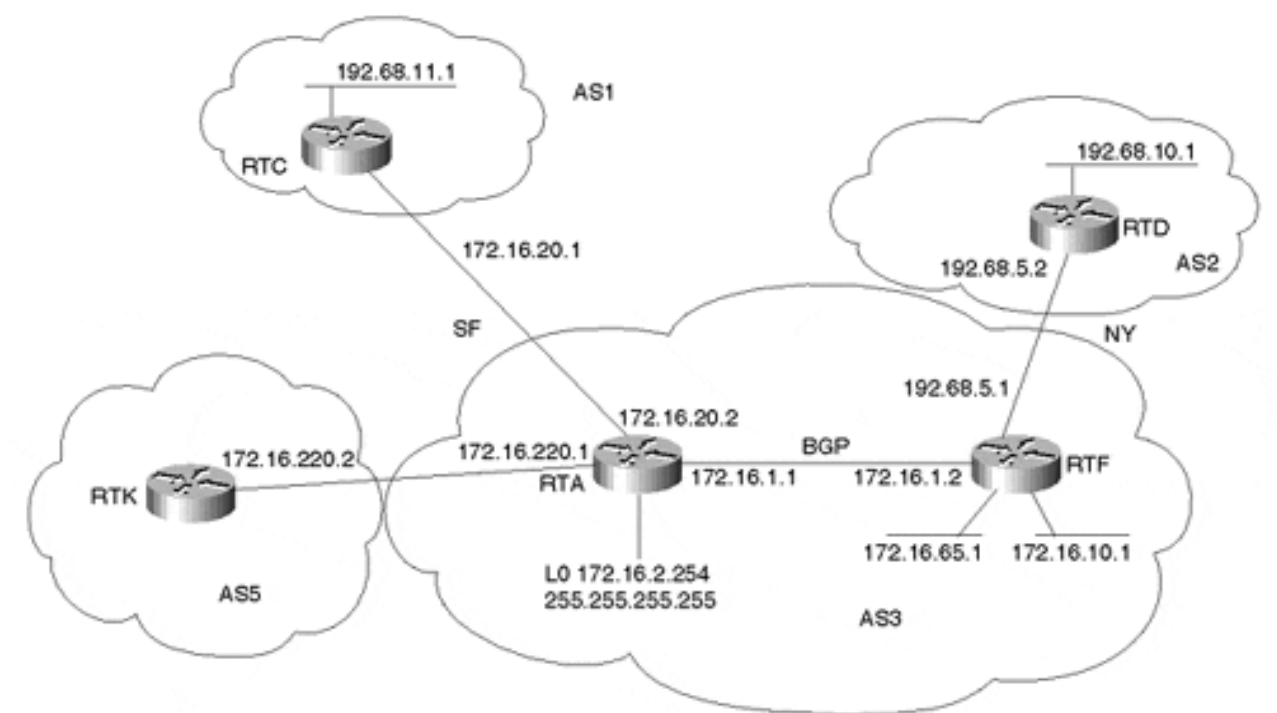 192.68.11.1
AS1
RTC
192.68.10.1
RTD
172.16.20.1
192.68.5.2
AS2
SF
NY
192.68.5.1
172.16.20.2
172.16.220.2
172.16.220.1
BGP
RTK
RTA
172.16.1.1
172.16.1.2
RTF
172.16.65.1
172.16.10.1
L0 172.16.2.254
255.255.255.255
AS5
AS3